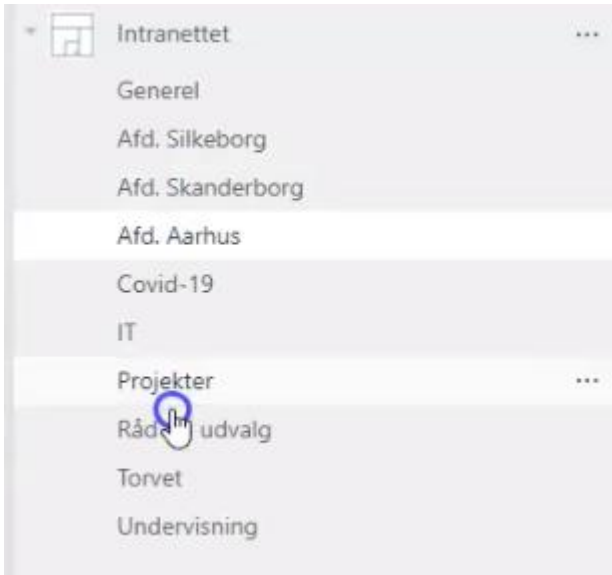 Intranettet ...
Generel
Afd. Silkeborg
Afd. Skanderborg
Afd. Aarhus
Covid-19
IT
Projekter ...
Råd udvalg
Torvet
Undervisning